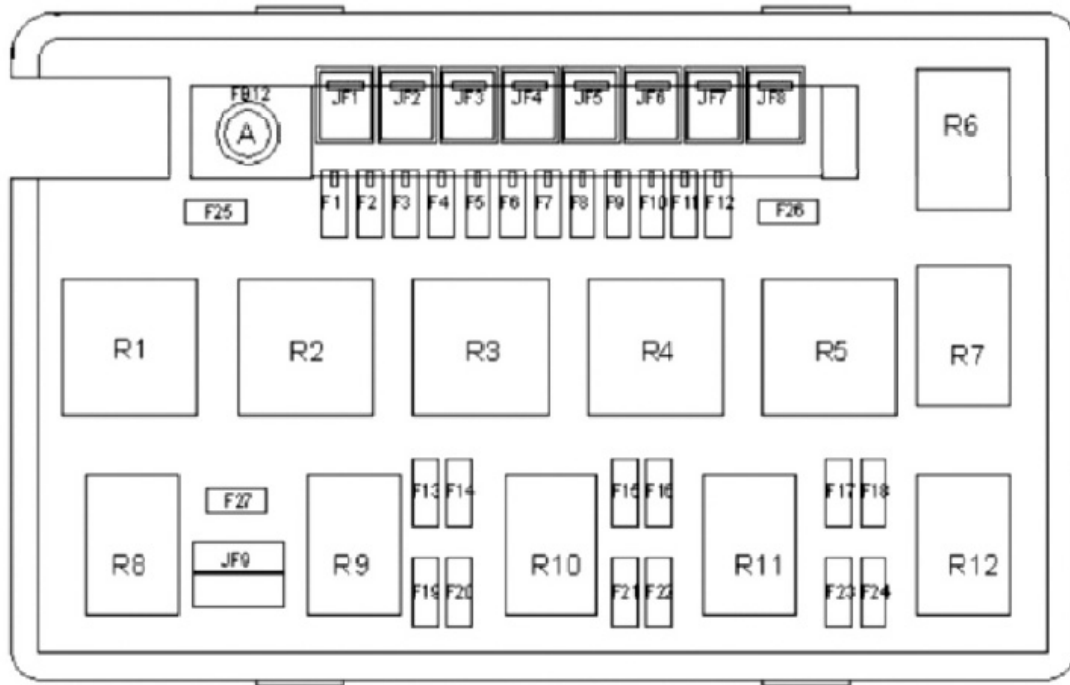 FB12
JF1 JF2 JF3 JF4 JF5 JF6 JF7 JF8
A
R6
F25 F1 F2 F3 F4 F5 F6 F7 F8 F9 F10 F11 F12 F26
R1 R2 R3 R4 R5 R7
F13 F14 F15 F16 F17 F18
F27
R8 JF9 R9 R10 R11 R12
F19 F20 F21 F22 F23 F24